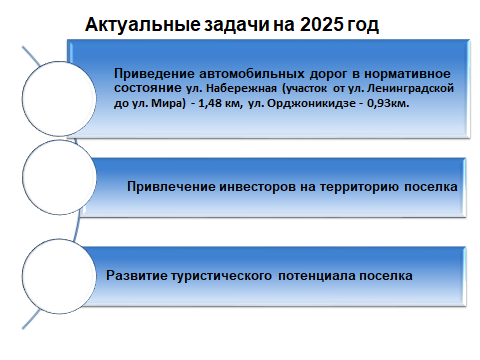 Актуальные задачи на 2025 год
Приведение автомобильных дорог в нормативное
состояние ул. Набережная (участок от ул. Ленинградской
до ул. Мира) - 1,48 км, ул. Орджоникидзе - 0,93км.
Привлечение инвесторов на территорию поселка
Развитие туристического потенциала поселка